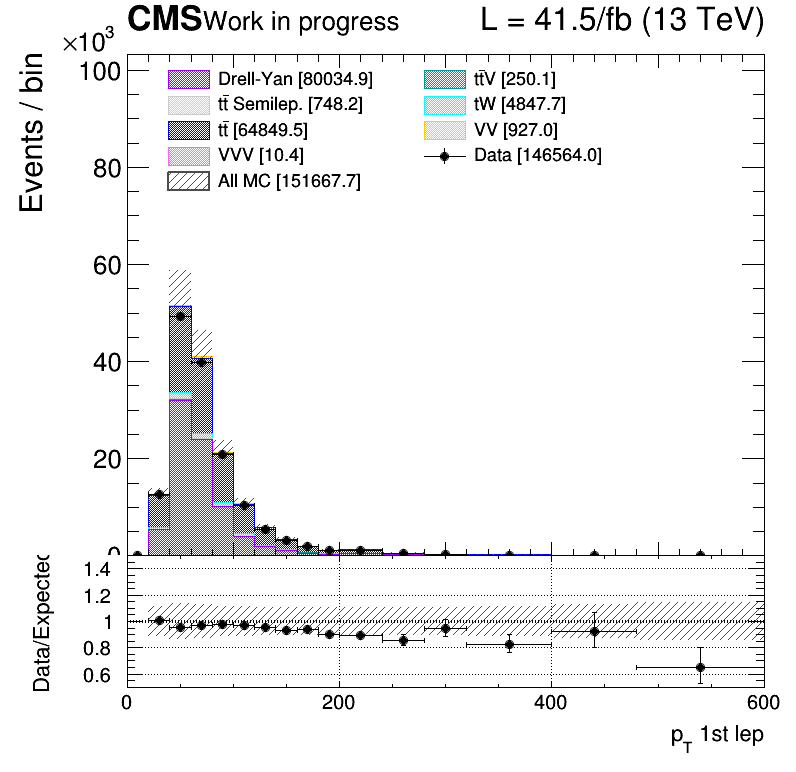 CMS Work in progress L = 41.5/fb (13 TeV)
×10³
Events / bin
100
80
60
40
20
0
Drell-Yan [80034.9]
tt̄ Semilep. [748.2]
tt̄ [64849.5]
VVV [10.4]
All MC [151667.7]
tt̄V [250.1]
tW [4847.7]
VV [927.0]
Data [146564.0]
Data/Expected
1.4
1.2
1
0.8
0.6
0 200 400 600
p_T 1st lep